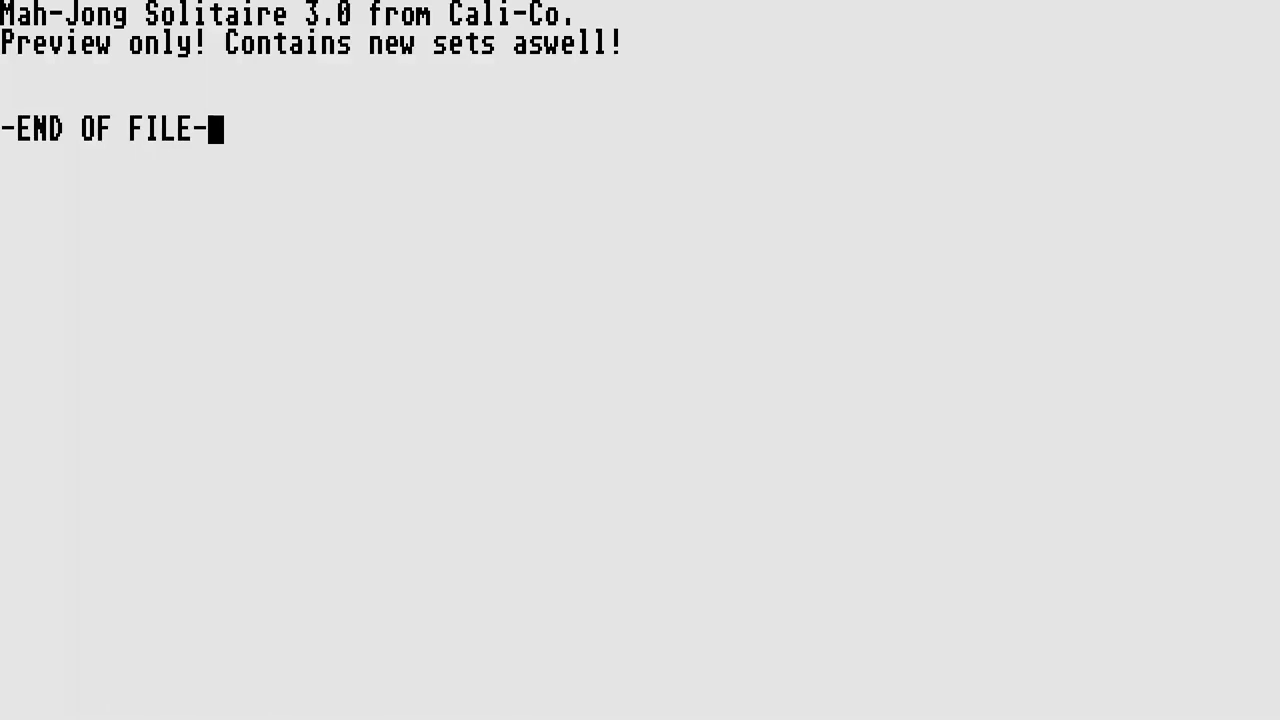 Mah-Jong Solitaire 3.0 from Cali-Co.
Preview only! Contains new sets aswell!
-END OF FILE-